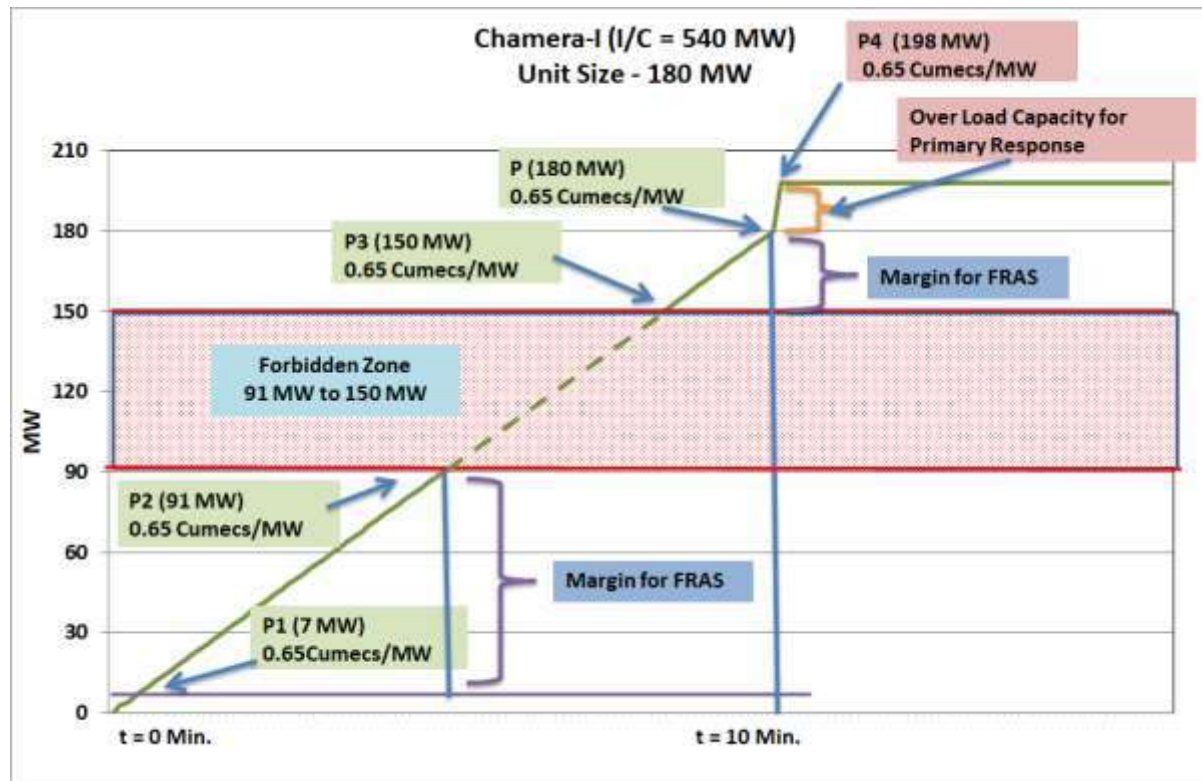 Chamera-I (I/C = 540 MW)
Unit Size - 180 MW
P4 (198 MW)
0.65 Cumecs/MW
Over Load Capacity for
Primary Response
P (180 MW)
0.65 Cumecs/MW
P3 (150 MW)
0.65 Cumecs/MW
Margin for FRAS
Forbidden Zone
91 MW to 150 MW
P2 (91 MW)
0.65 Cumecs/MW
Margin for FRAS
P1 (7 MW)
0.65Cumecs/MW
MW
210
180
150
120
90
60
30
0
t = 0 Min.
t = 10 Min.